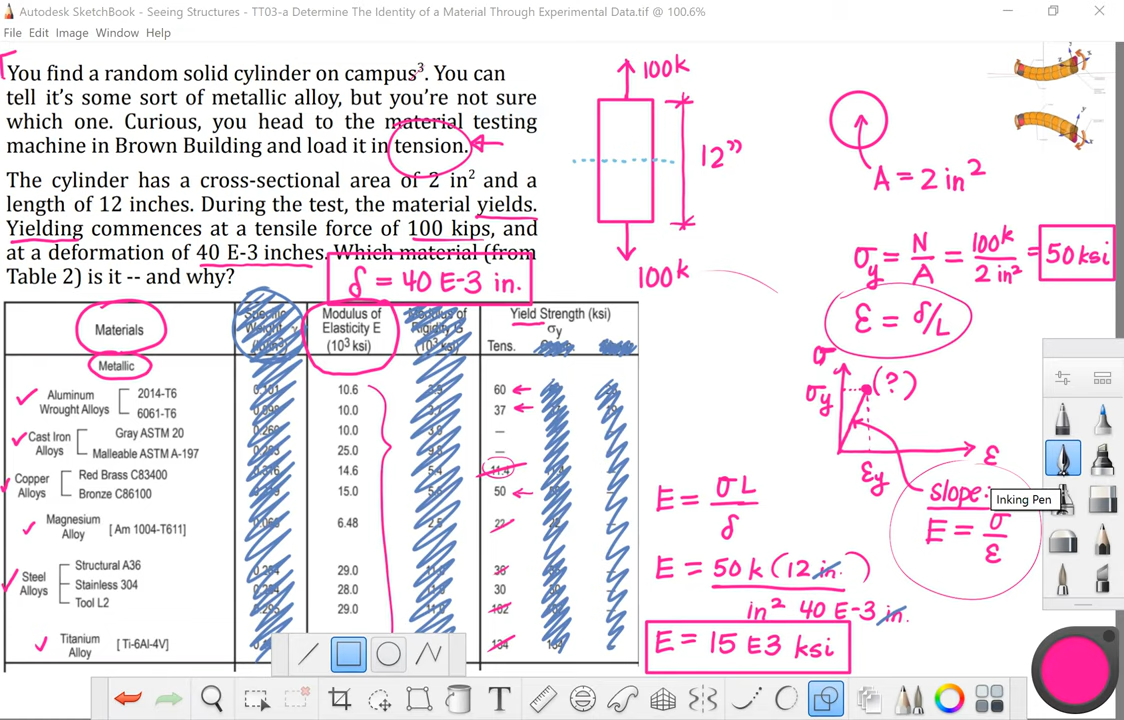 Autodesk SketchBook - Seeing Structures - TT03-a Determine The Identity of a Material Through Experimental Data.tif @ 100.6%
File Edit Image Window Help
You find a random solid cylinder on campus³. You can
tell it's some sort of metallic alloy, but you're not sure
which one. Curious, you head to the material testing
machine in Brown Building and load it in tension.
The cylinder has a cross-sectional area of 2 in² and a
length of 12 inches. During the test, the material yields.
Yielding commences at a tensile force of 100 kips, and
at a deformation of 40 E-3 inches. Which material (from
Table 2) is it -- and why?
δ = 40 E-3 in.
100k
12"
100k
A = 2 in²
σy = N/A = 100k / 2 in² = 50 ksi
ε = δ/L
σ
σy
(?)
εy
ε
slope:
Inking Pen
E = σ/ε
E = σL / δ
E = 50 k (12 in.) / in² 40 E-3 in.
E = 15 E3 ksi
Materials
Modulus of
Elasticity E
(10³ ksi)
Modulus of
Rigidity G
(10³ ksi)
Yield Strength (ksi)
σy
Tens.
Metallic
Aluminum
Wrought Alloys
2014-T6 10.6 60
6061-T6 10.0 37
Cast Iron
Alloys
Gray ASTM 20 10.0 –
Malleable ASTM A-197 25.0 –
Copper
Alloys
Red Brass C83400 14.6 5.4 11.4
Bronze C86100 15.0 50
Magnesium
Alloy
[Am 1004-T611] 6.48 2.5 22
Steel
Alloys
Structural A36 29.0 36
Stainless 304 28.0 30
Tool L2 29.0 102
Titanium
Alloy
[Ti-6Al-4V] 134